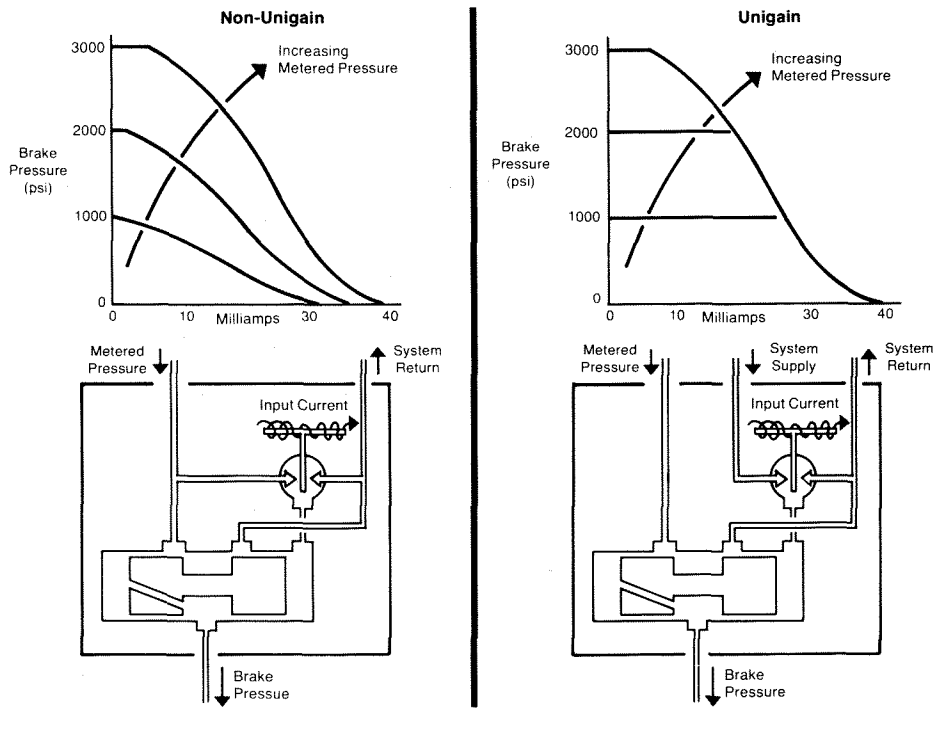 Non-Unigain
3000
2000
1000
0
Brake
Pressure
(psi)
Increasing
Metered Pressure
0
10
Milliamps
30
40
Metered
Pressure
System
Return
Input Current
Brake
Pressue
Unigain
3000
2000
1000
0
Brake
Pressure
(psi)
Increasing
Metered Pressure
0
10
Milliamps
30
40
Metered
Pressure
System
Supply
System
Return
Input Current
Brake
Pressure